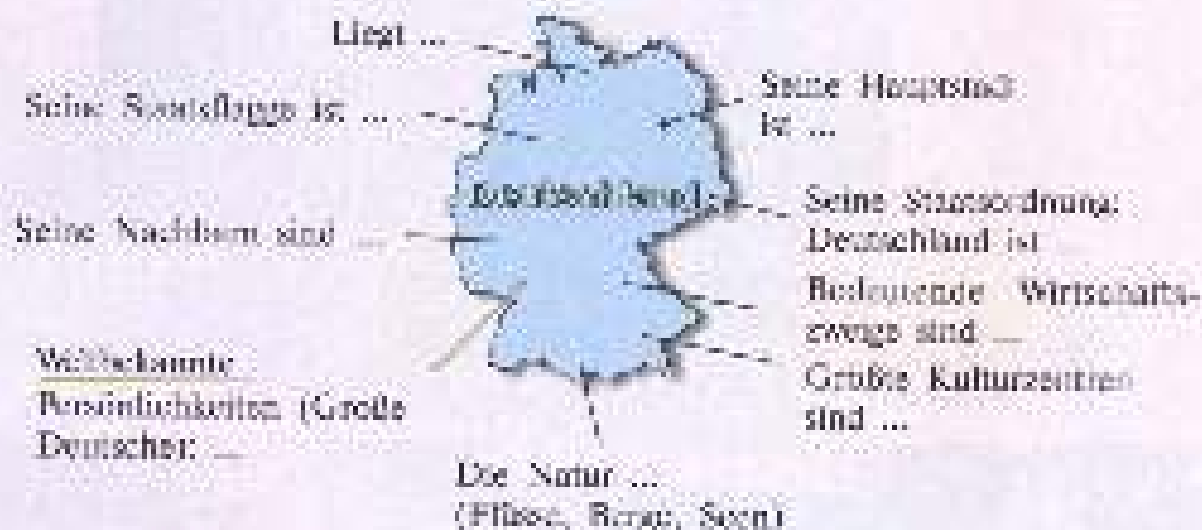 Liegt ...
Seine Staatsflagge ist ...
Seine Nachbarn sind ...
Weltbekannte
Persönlichkeiten (Große
Deutsche): ...
Deutschland
Seine Hauptstadt
ist ...
Seine Staatsordnung:
Deutschland ist ...
Bedeutende Wirtschafts-
zweige sind ...
Größte Kulturzentren
sind ...
Die Natur ...
(Flüsse, Berge, Seen)